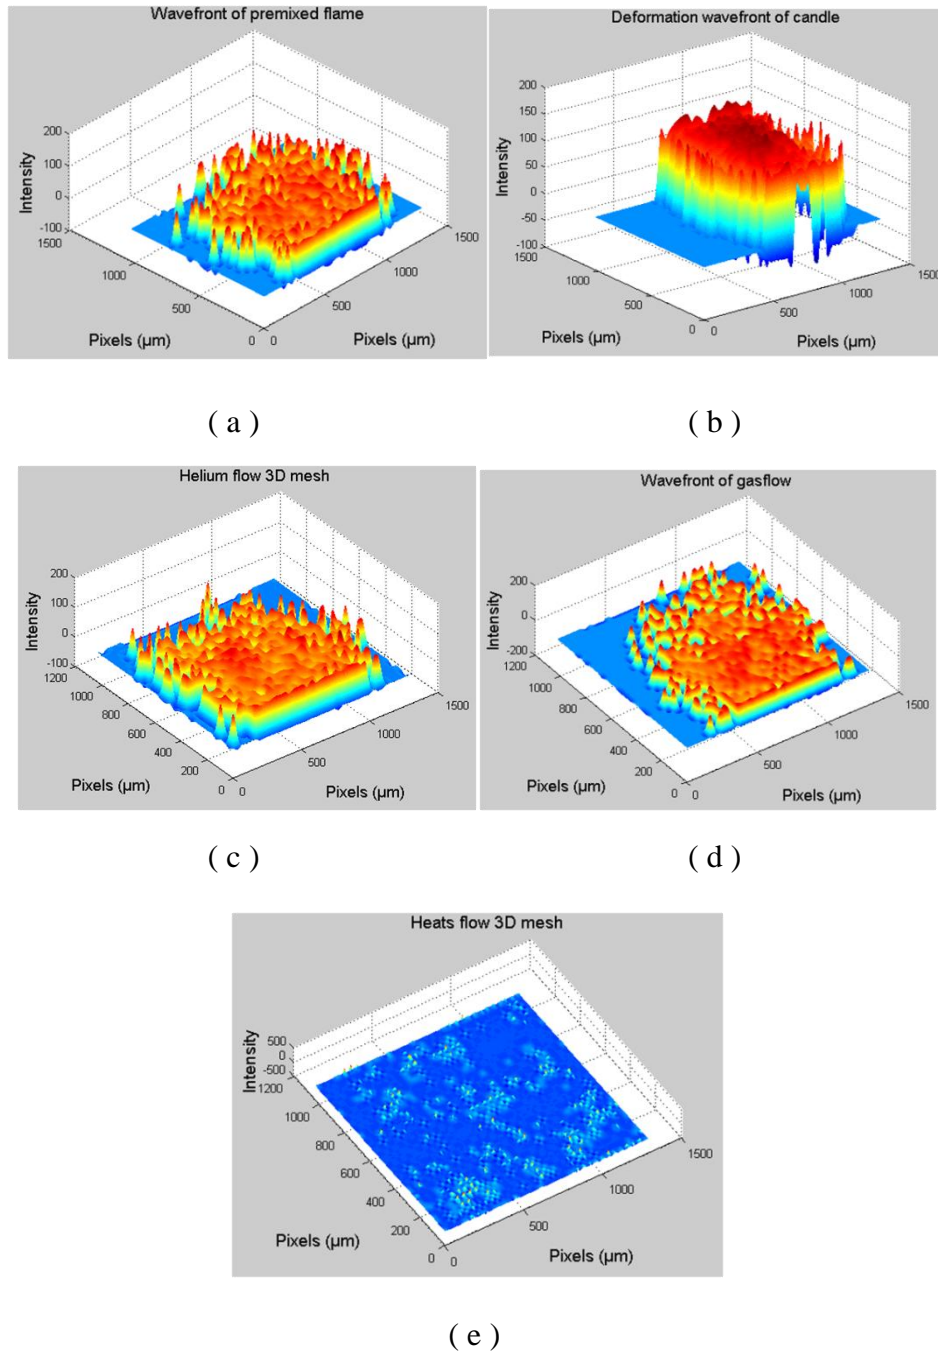 Wavefront of premixed flame
200
100
0
-100
Intensity
1500
1000
500
0
0
500
1000
1500
Pixels (µm)
Pixels (µm)
Deformation wavefront of candle
200
150
100
50
0
-50
-100
Intensity
1500
1000
500
0
0
500
1000
1500
Pixels (µm)
Pixels (µm)
( a )
( b )
Helium flow 3D mesh
200
100
0
-100
Intensity
1200
1000
800
600
400
200
0
0
500
1000
1500
Pixels (µm)
Pixels (µm)
Wavefront of gasflow
200
0
-200
Intensity
1200
1000
800
600
400
200
0
0
500
1000
1500
Pixels (µm)
Pixels (µm)
( c )
( d )
Heats flow 3D mesh
500
0
-500
Intensity
1200
1000
800
600
400
200
0
0
500
1000
1500
Pixels (µm)
Pixels (µm)
( e )